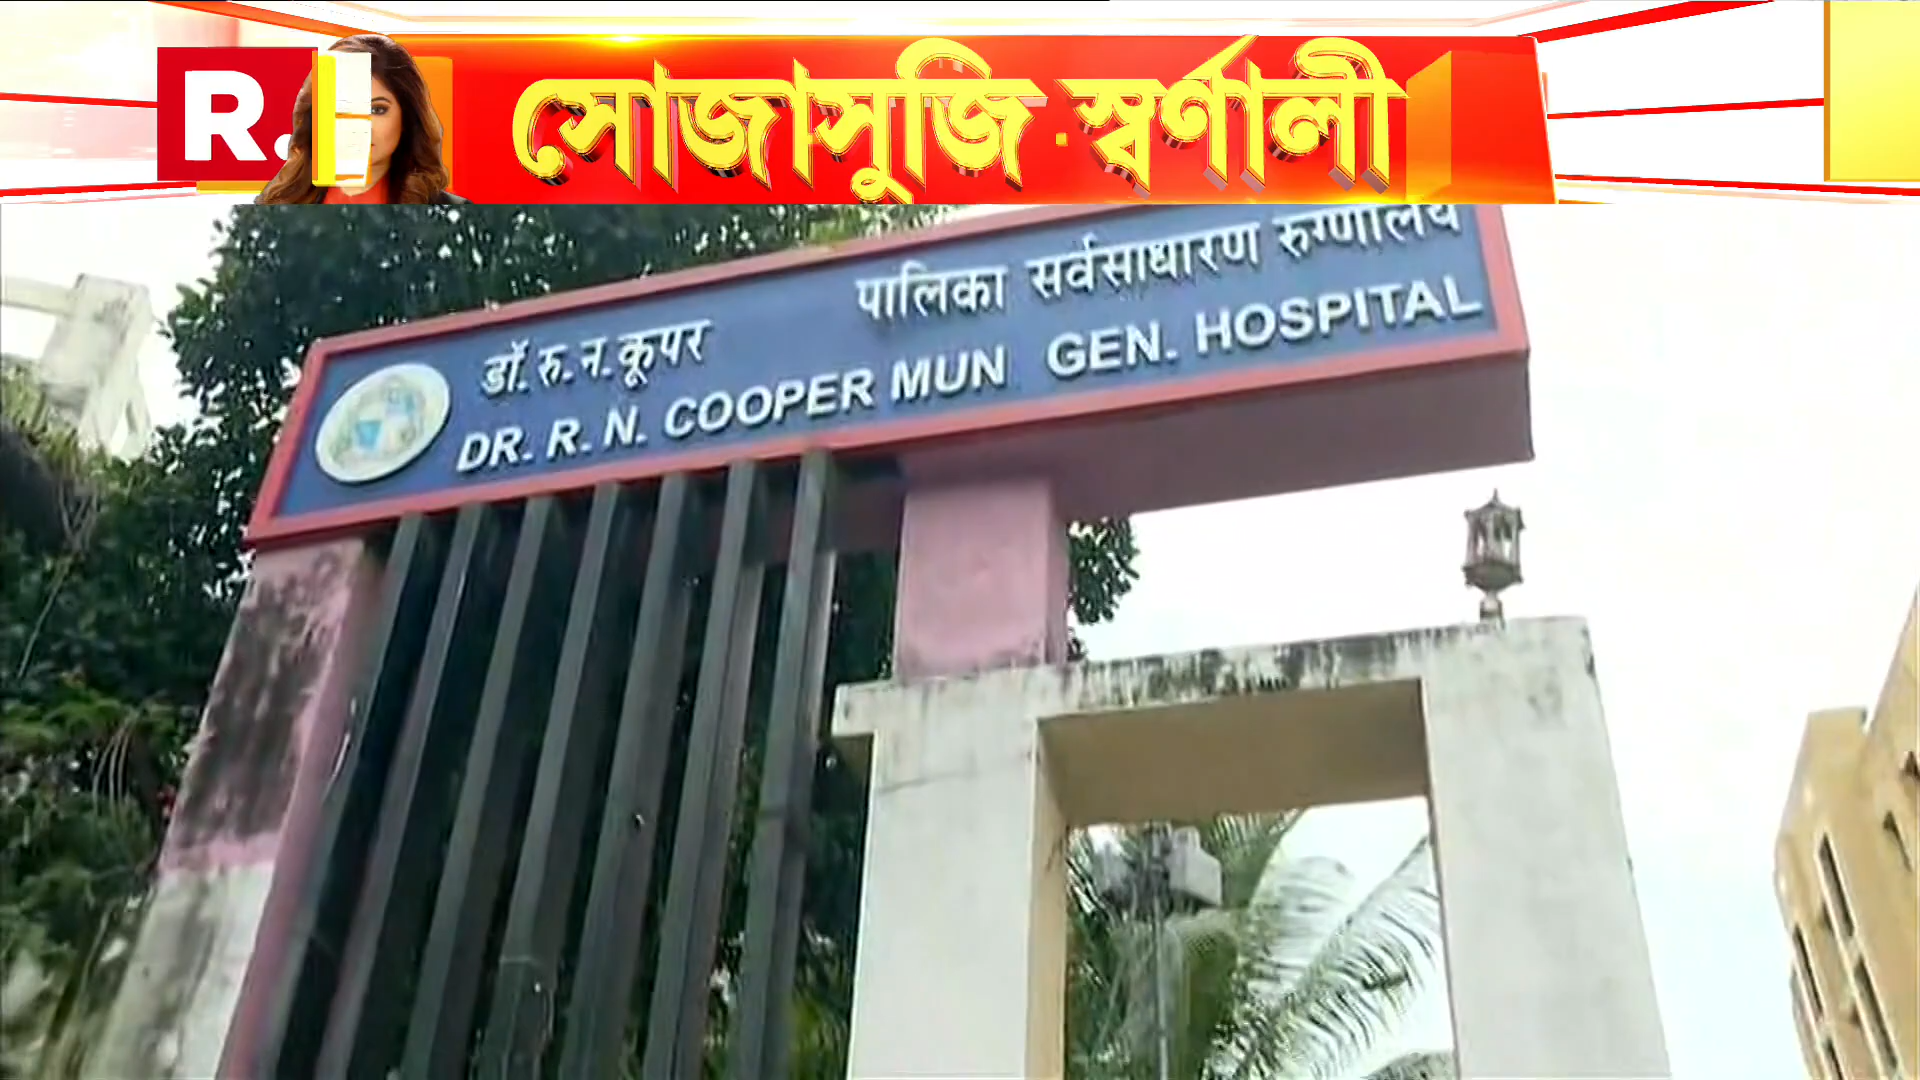 R.
সোজাসুজি স্বর্ণালী
डॉ. रु. न. कूपर पालिका सर्वसाधारण रुग्णालय
DR. R. N. COOPER MUN GEN. HOSPITAL